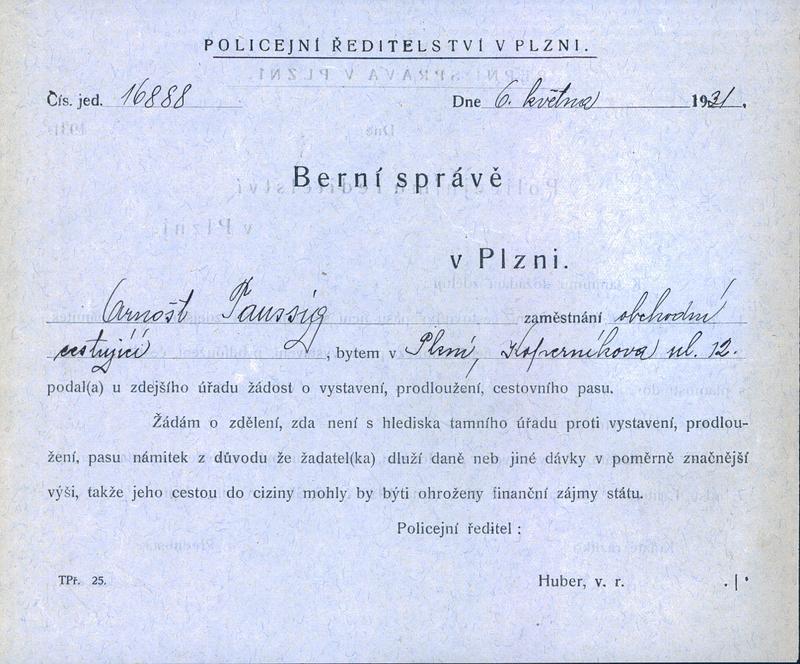 POLICEJNÍ ŘEDITELSTVÍ V PLZNI.
Čís. jed. 16888 Dne 6. května 1931.
Berní správě
v Plzni.
Arnošt Taussig zaměstnání obchodní
cestující, bytem v Plzni, Koperníkova ul. 12.
podal(a) u zdejšího úřadu žádost o vystavení, prodloužení, cestovního pasu.
Žádám o zdělení, zda není s hlediska tamního úřadu proti vystavení, prodlou-
žení, pasu námitek z důvodu že žadatel(ka) dluží daně neb jiné dávky v poměrně značnější
výši, takže jeho cestou do ciziny mohly by býti ohroženy finanční zájmy státu.
Policejní ředitel :
TPř. 25. Huber, v. r.